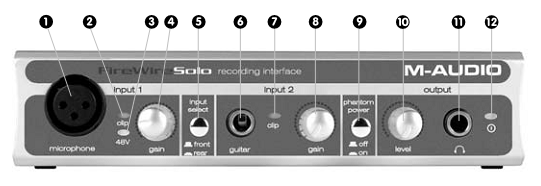 1 2 3 4 5 6 7 8 9 10 11 12
FireWire Solo recording interface
M-AUDIO
input 1
input select
input 2
phantom power
output
clip
48V
clip
microphone
gain
front
rear
guitar
gain
off
on
level